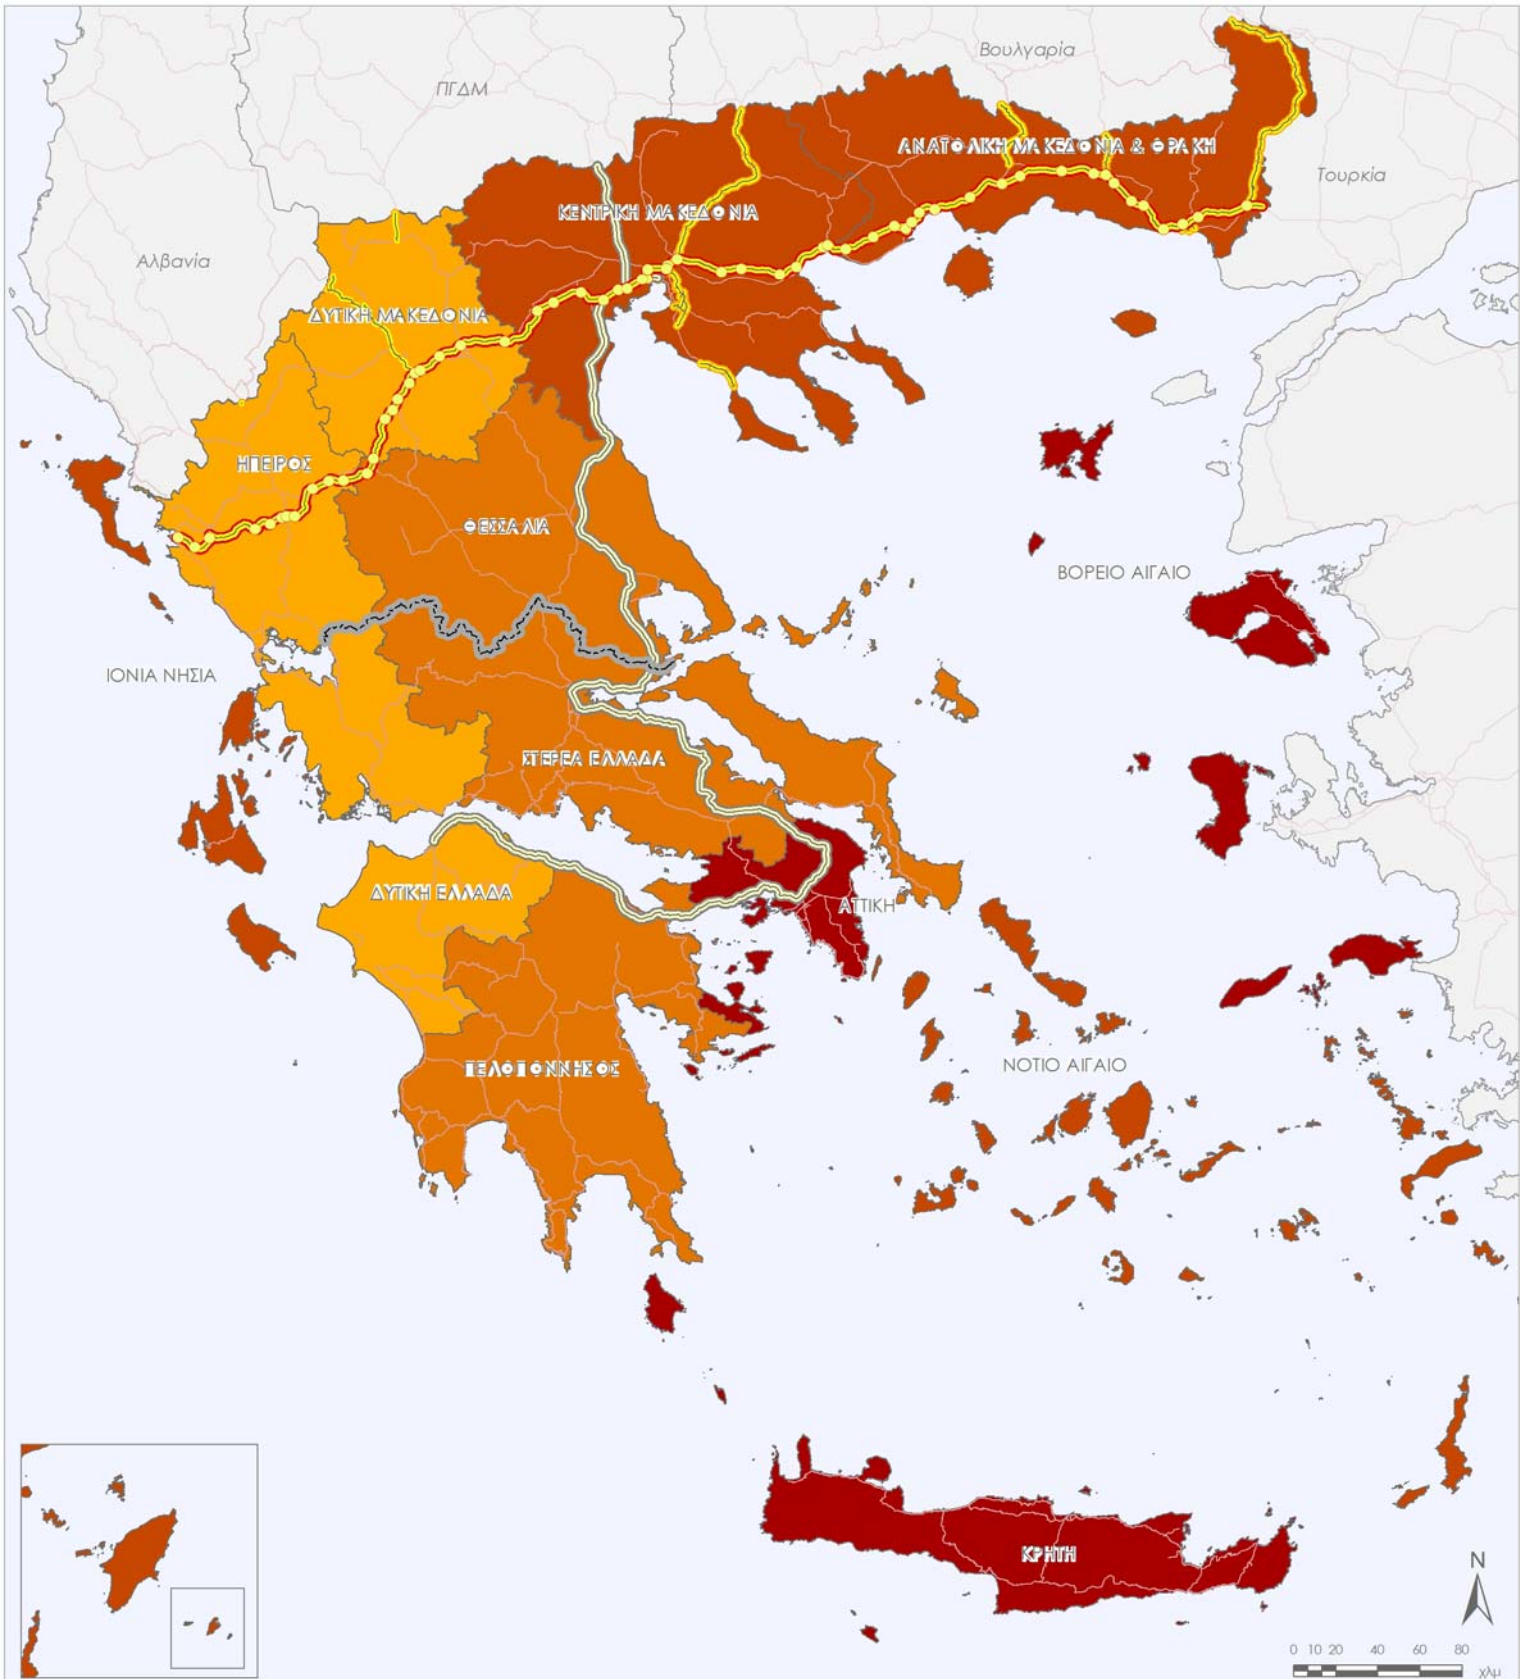 Βουλγαρία
ΠΓΔΜ
ΑΝΑΤΟΛΙΚΗ ΜΑΚΕΔΟΝΙΑ & ΘΡΑΚΗ
Τουρκία
ΚΕΝΤΡΙΚΗ ΜΑΚΕΔΟΝΙΑ
Αλβανία
ΔΥΤΙΚΗ ΜΑΚΕΔΟΝΙΑ
ΗΠΕΙΡΟΣ
ΘΕΣΣΑΛΙΑ
ΒΟΡΕΙΟ ΑΙΓΑΙΟ
ΙΟΝΙΑ ΝΗΣΙΑ
ΣΤΕΡΕΑ ΕΛΛΑΔΑ
ΔΥΤΙΚΗ ΕΛΛΑΔΑ
ΑΤΤΙΚΗ
ΝΟΤΙΟ ΑΙΓΑΙΟ
ΠΕΛΟΠΟΝΝΗΣΟΣ
ΚΡΗΤΗ
N
0 10 20 40 60 80
χλμ